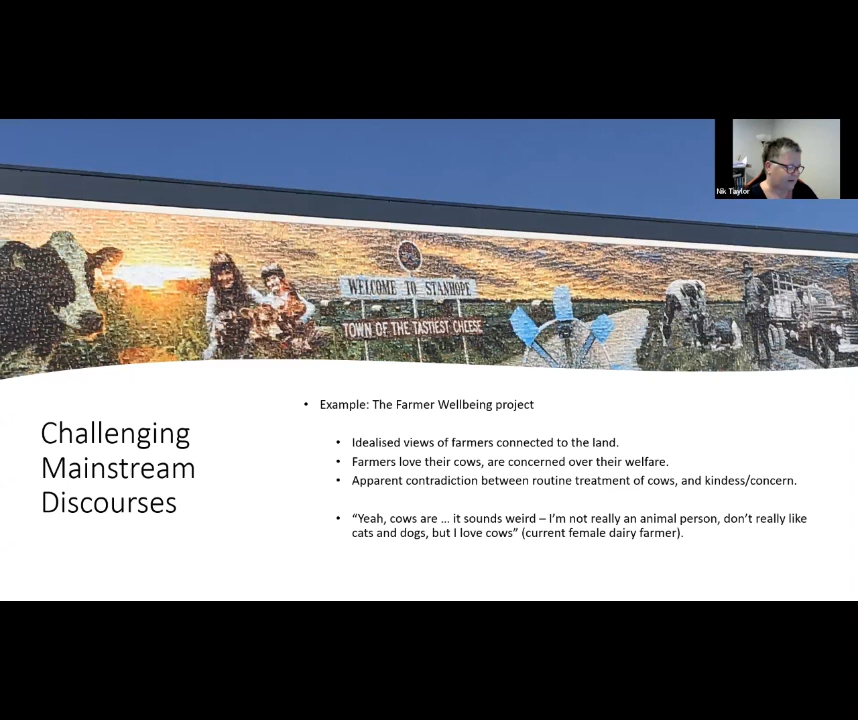 Nik Taylor
WELCOME TO STANHOPE
TOWN OF THE TASTIEST CHEESE
Challenging
Mainstream
Discourses
• Example: The Farmer Wellbeing project
• Idealised views of farmers connected to the land.
• Farmers love their cows, are concerned over their welfare.
• Apparent contradiction between routine treatment of cows, and kindess/concern.
• “Yeah, cows are … it sounds weird – I’m not really an animal person, don’t really like
cats and dogs, but I love cows” (current female dairy farmer).